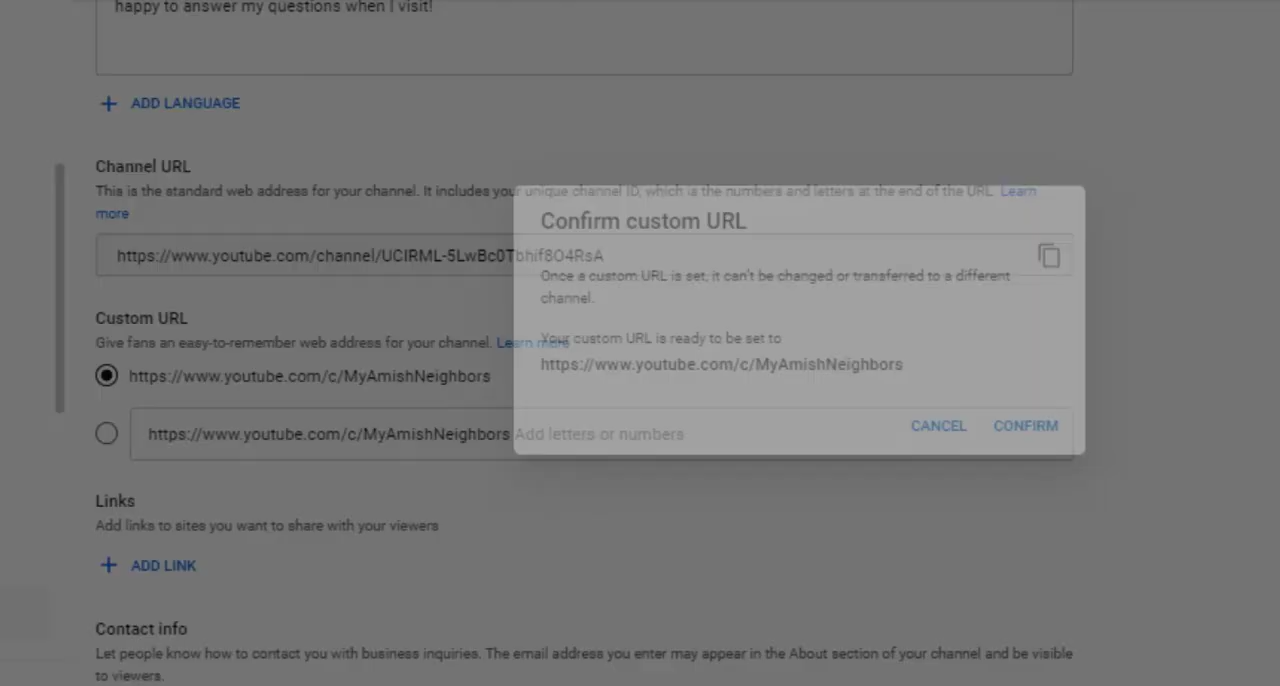 happy to answer my questions when I visit!
ADD LANGUAGE
Channel URL
This is the standard web address for your channel. It includes your unique channel ID, which is the numbers and letters at the end of the URL. Learn
more
https://www.youtube.com/channel/UCIRML-5LwBc0Tbhif8O4RsA
Custom URL
Give fans an easy-to-remember web address for your channel. Learn more
https://www.youtube.com/c/MyAmishNeighbors
https://www.youtube.com/c/MyAmishNeighbors Add letters or numbers
Confirm custom URL
Once a custom URL is set, it can't be changed or transferred to a different
channel.
Your custom URL is ready to be set to
https://www.youtube.com/c/MyAmishNeighbors
CANCEL CONFIRM
Links
Add links to sites you want to share with your viewers
ADD LINK
Contact info
Let people know how to contact you with business inquiries. The email address you enter may appear in the About section of your channel and be visible
to viewers.